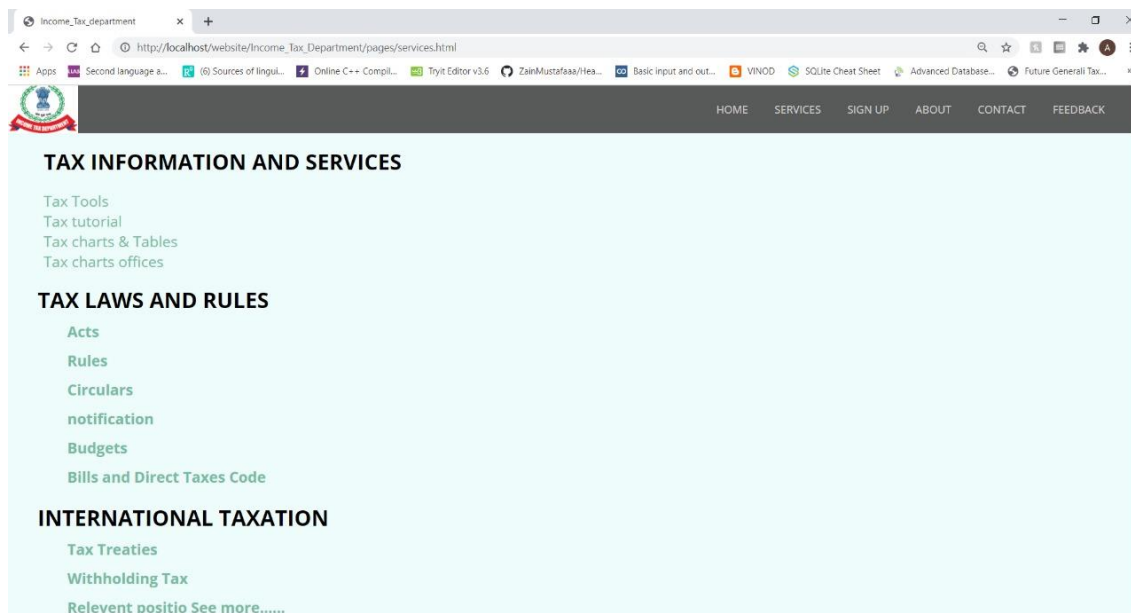 Income_Tax_department
http://localhost/website/Income_Tax_Department/pages/services.html
Apps Second language a... (6) Sources of lingui... Online C++ Compil... Tryit Editor v3.6 ZainMustafaaa/Hea... Basic input and out... VINOD SQLite Cheat Sheet Advanced Database... Future Generali Tax...
INCOME TAX DEPARTMENT
HOME SERVICES SIGN UP ABOUT CONTACT FEEDBACK
TAX INFORMATION AND SERVICES
Tax Tools
Tax tutorial
Tax charts & Tables
Tax charts offices
TAX LAWS AND RULES
Acts
Rules
Circulars
notification
Budgets
Bills and Direct Taxes Code
INTERNATIONAL TAXATION
Tax Treaties
Withholding Tax
Relevent positio See more......